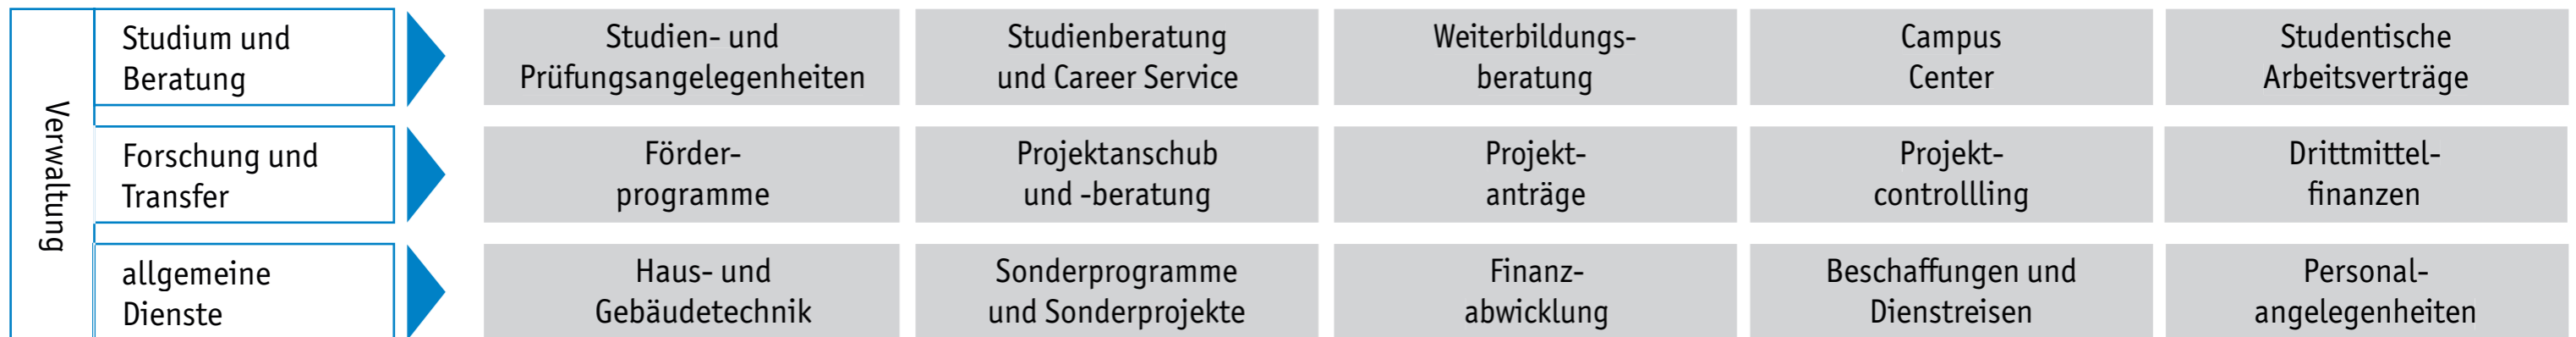 Verwaltung
Studium und
Beratung
Studien- und
Prüfungsangelegenheiten
Studienberatung
und Career Service
Weiterbildungs-
beratung
Campus
Center
Studentische
Arbeitsverträge
Forschung und
Transfer
Förder-
programme
Projektanschub
und -beratung
Projekt-
anträge
Projekt-
controllling
Drittmittel-
finanzen
allgemeine
Dienste
Haus- und
Gebäudetechnik
Sonderprogramme
und Sonderprojekte
Finanz-
abwicklung
Beschaffungen und
Dienstreisen
Personal-
angelegenheiten